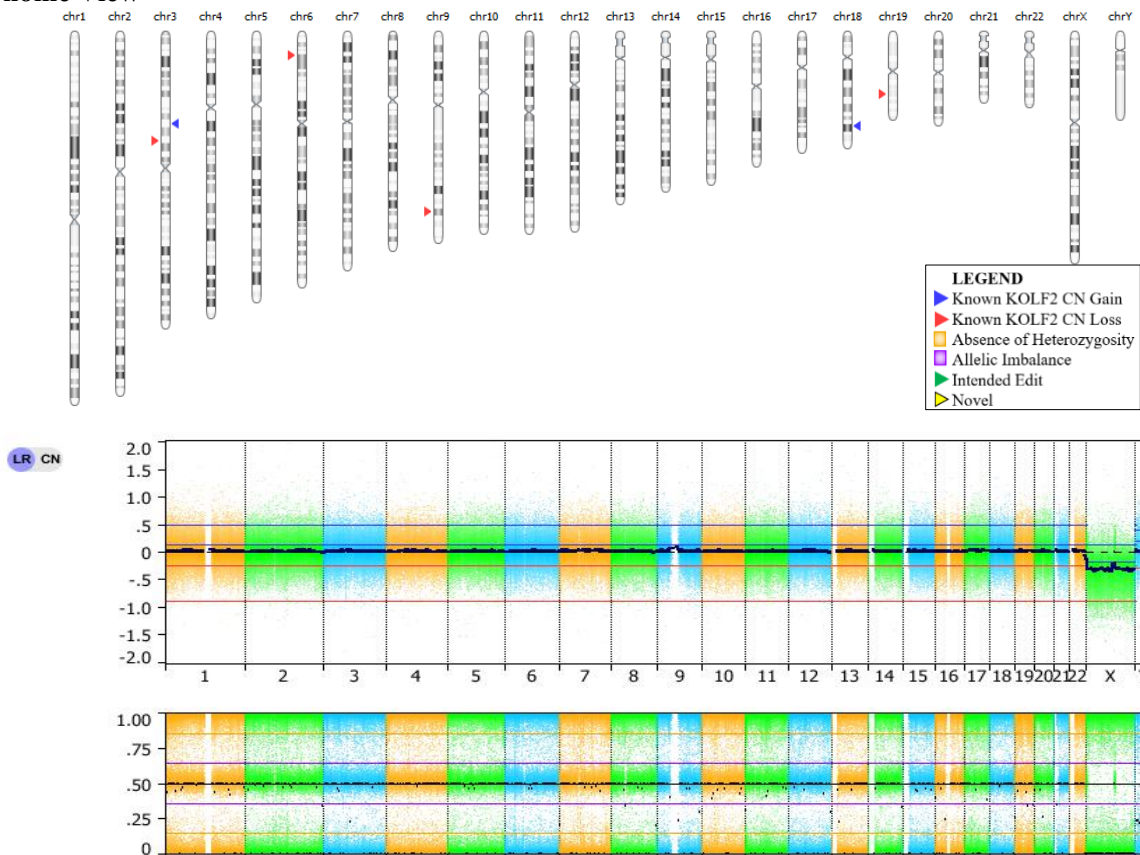 chr1 chr2 chr3 chr4 chr5 chr6 chr7 chr8 chr9 chr10 chr11 chr12 chr13 chr14 chr15 chr16 chr17 chr18 chr19 chr20 chr21 chr22 chrX chrY
LEGEND
Known KOLF2 CN Gain
Known KOLF2 CN Loss
Absence of Heterozygosity
Allelic Imbalance
Intended Edit
Novel
LR CN
2.0
1.5
1.0
.5
0
-.5
-1.0
-1.5
-2.0
1 2 3 4 5 6 7 8 9 10 11 12 13 14 15 16 17 18 19 20 21 22 X
1.00
.75
.50
.25
0